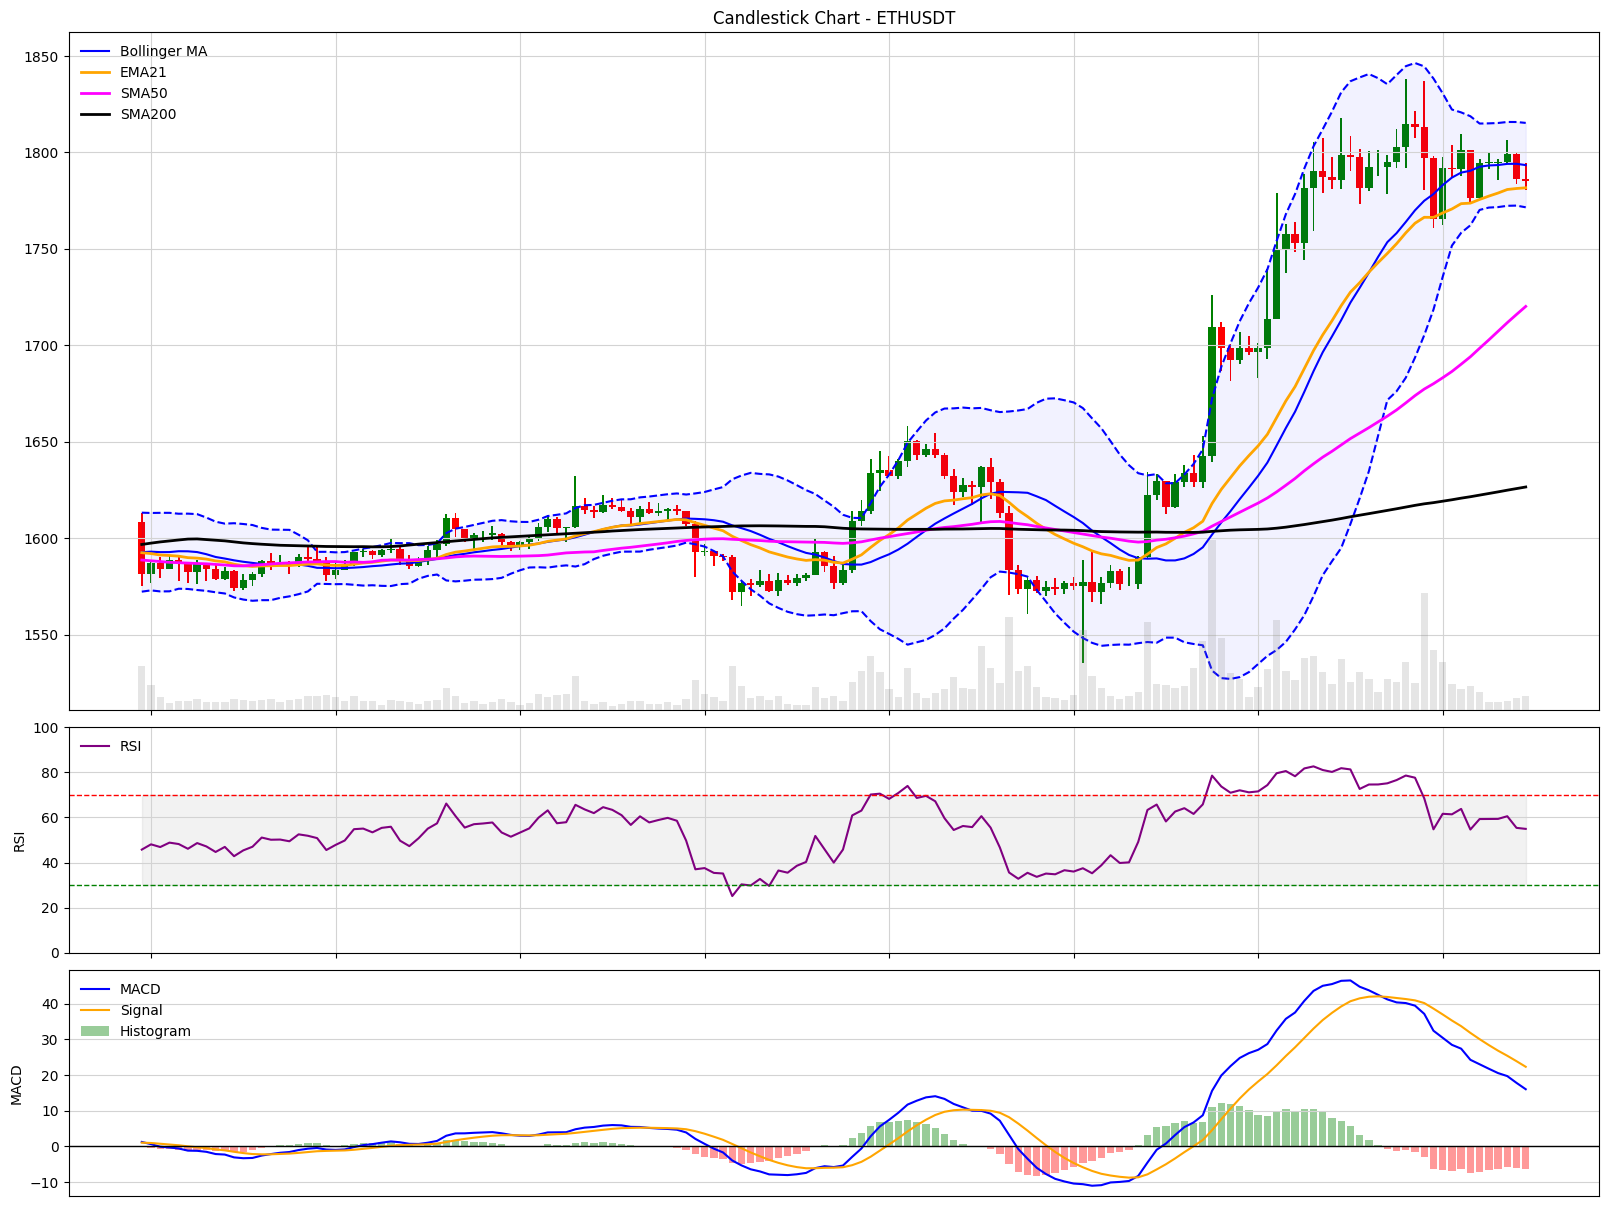 Candlestick Chart - ETHUSDT
Bollinger MA
EMA21
SMA50
SMA200
1850
1800
1750
1700
1650
1600
1550
RSI
100
80
60
40
20
0
RSI
MACD
Signal
Histogram
40
30
20
10
0
−10
MACD